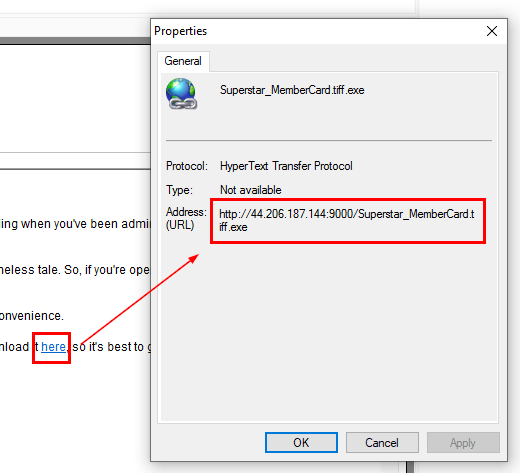 Properties
General
Superstar_MemberCard.tiff.exe
Protocol: HyperText Transfer Protocol
Type: Not available
Address: (URL) http://44.206.187.144:9000/Superstar_MemberCard.t
iff.exe
ling when you've been admi
neless tale. So, if you're ope
onvenience.
nload it here, so it's best to g
OK Cancel Apply